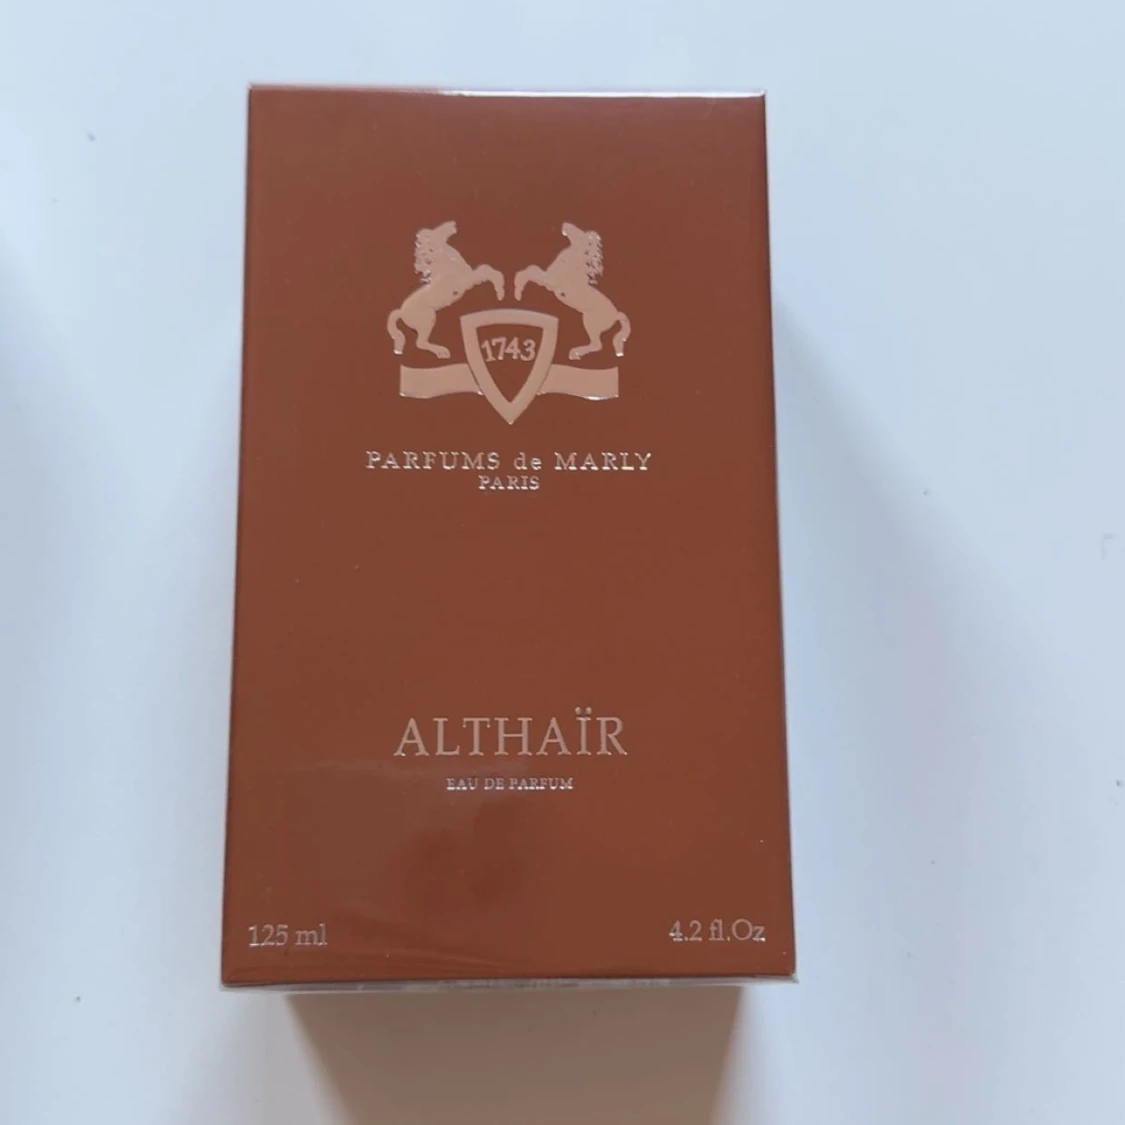 1743
PARFUMS de MARLY
PARIS
ALTHAÏR
EAU DE PARFUM
125 ml
4.2 fl.Oz